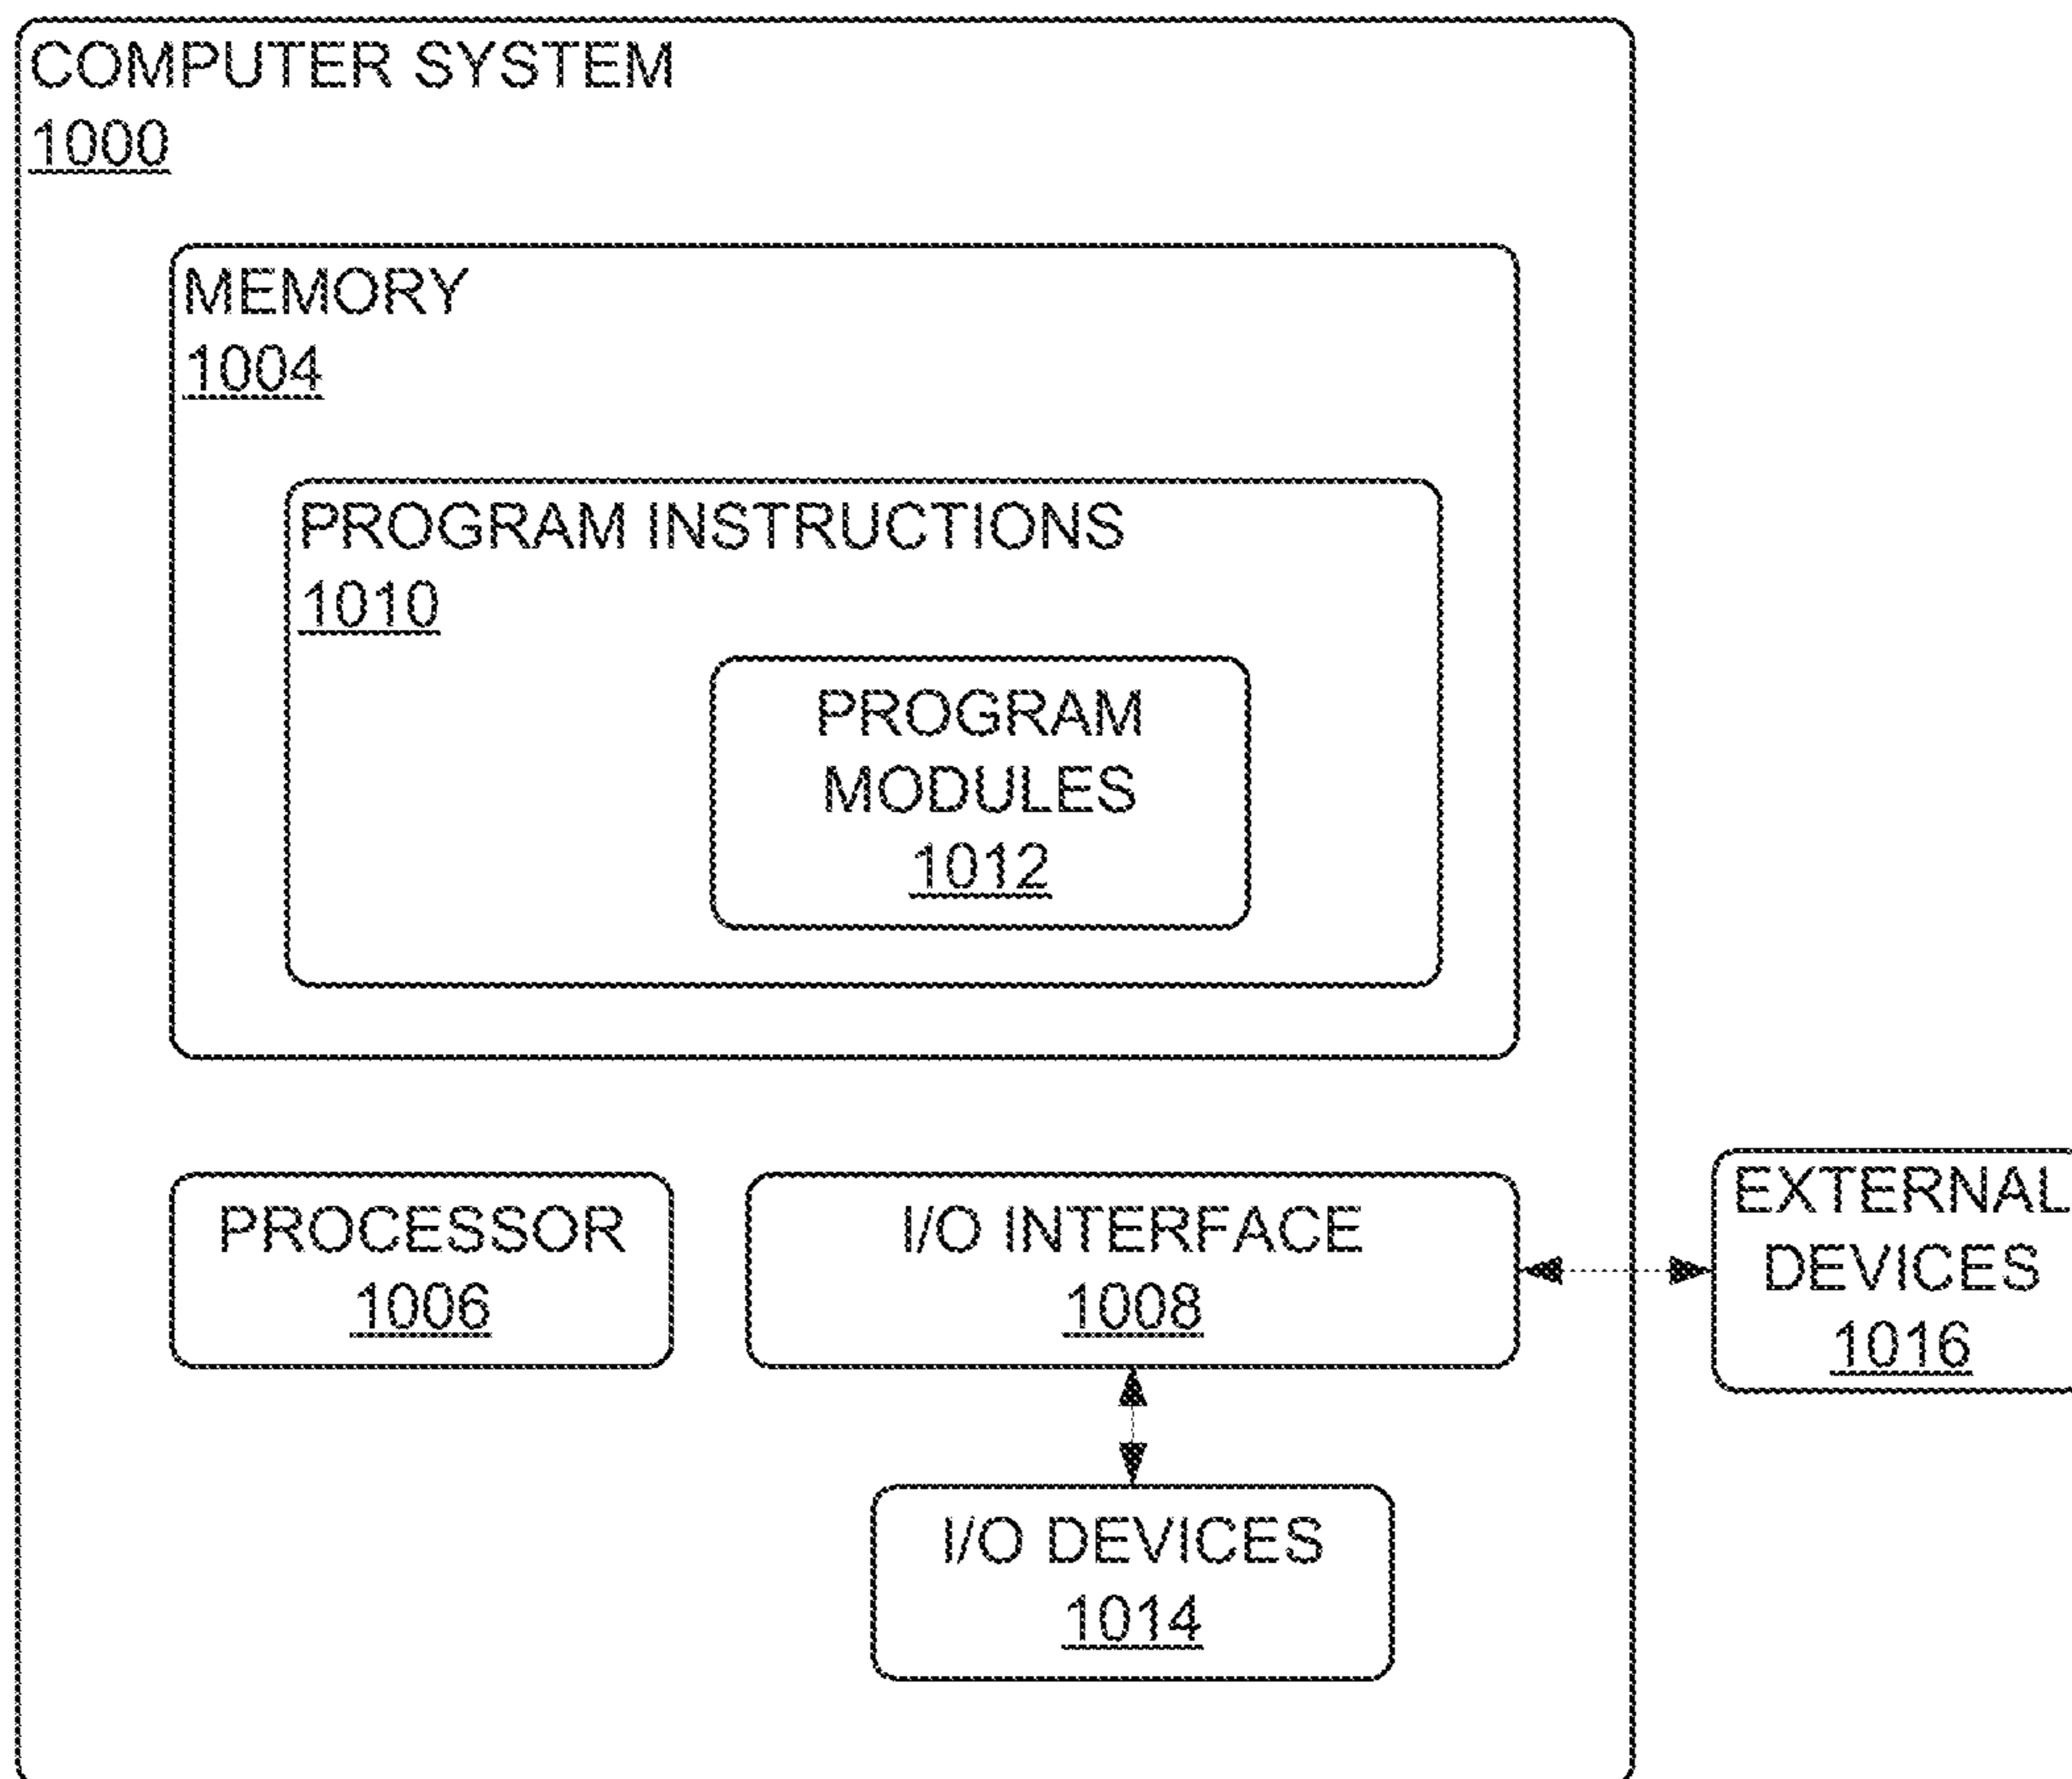 COMPUTER SYSTEM
1000
MEMORY
1004
PROGRAM INSTRUCTIONS
1010
PROGRAM
MODULES
1012
PROCESSOR
1006
I/O INTERFACE
1008
EXTERNAL
DEVICES
1016
I/O DEVICES
1014